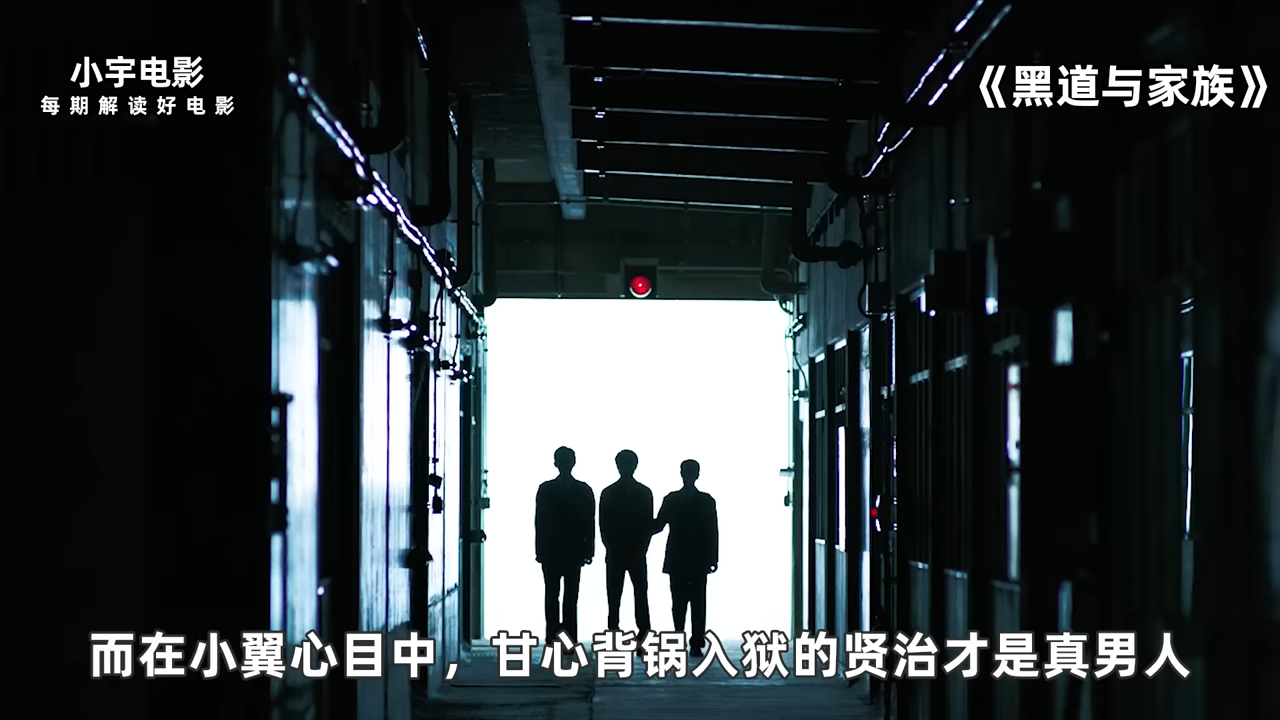 小宇电影
每期解读好电影
《黑道与家族》
而在小翼心目中，甘心背锅入狱的贤治才是真男人